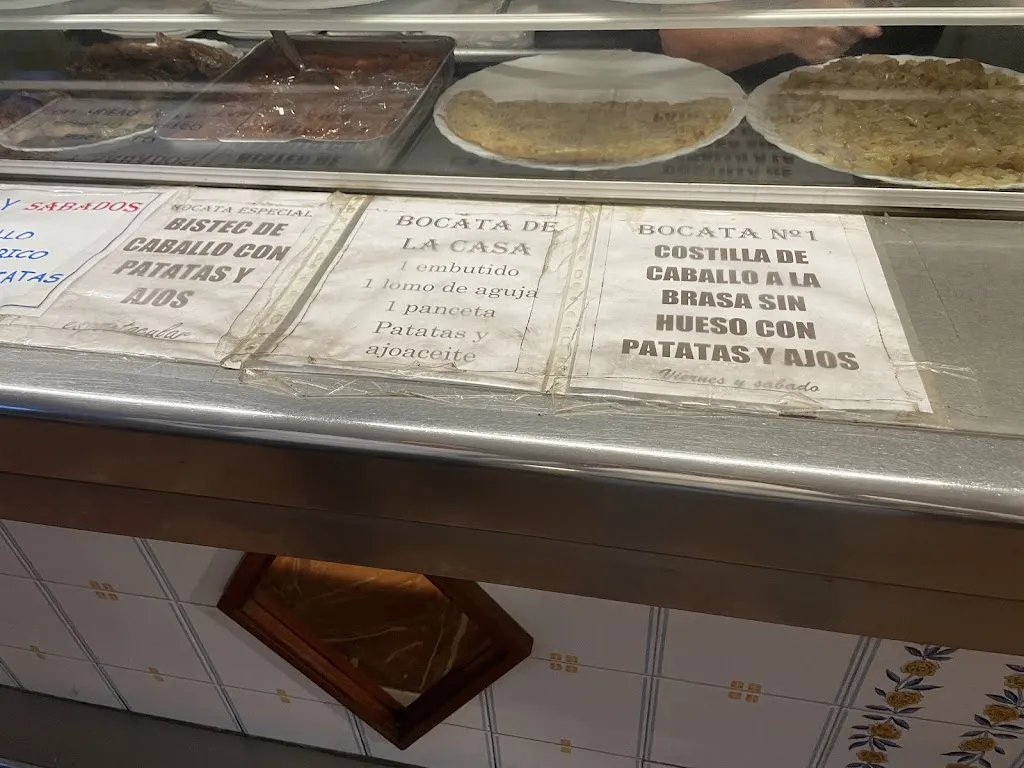 Y SABADOS
LLO
RICO
TATAS
BOCATA ESPECIAL
BISTEC DE
CABALLO CON
PATATAS Y
AJOS
espectacular
BOCATA DE
LA CASA
1 embutido
1 lomo de aguja
1 panceta
Patatas y
ajoaceite
BOCATA Nº1
COSTILLA DE
CABALLO A LA
BRASA SIN
HUESO CON
PATATAS Y AJOS
Viernes y sabado